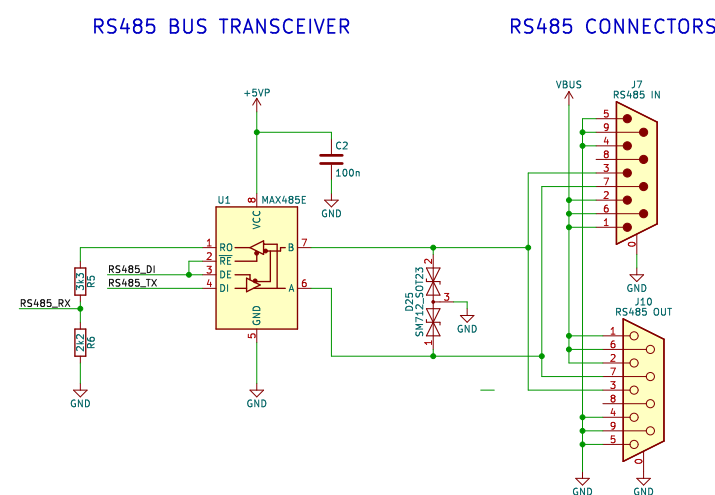 RS485 BUS TRANSCEIVER
RS485 CONNECTORS
+5VP
C2
100n
GND
U1
MAX485E
8
VCC
1
RO
B
7
2
RE
3
DE
4
DI
A
6
GND
5
GND
RS485_DI
RS485_TX
RS485_RX
3k3
R5
2k2
R6
GND
D25
SM712_SOT23
2
3
1
GND
VBUS
J7
RS485 IN
5
9
4
8
3
7
2
6
1
0
GND
J10
RS485 OUT
1
6
2
7
3
8
4
9
5
0
GND
GND